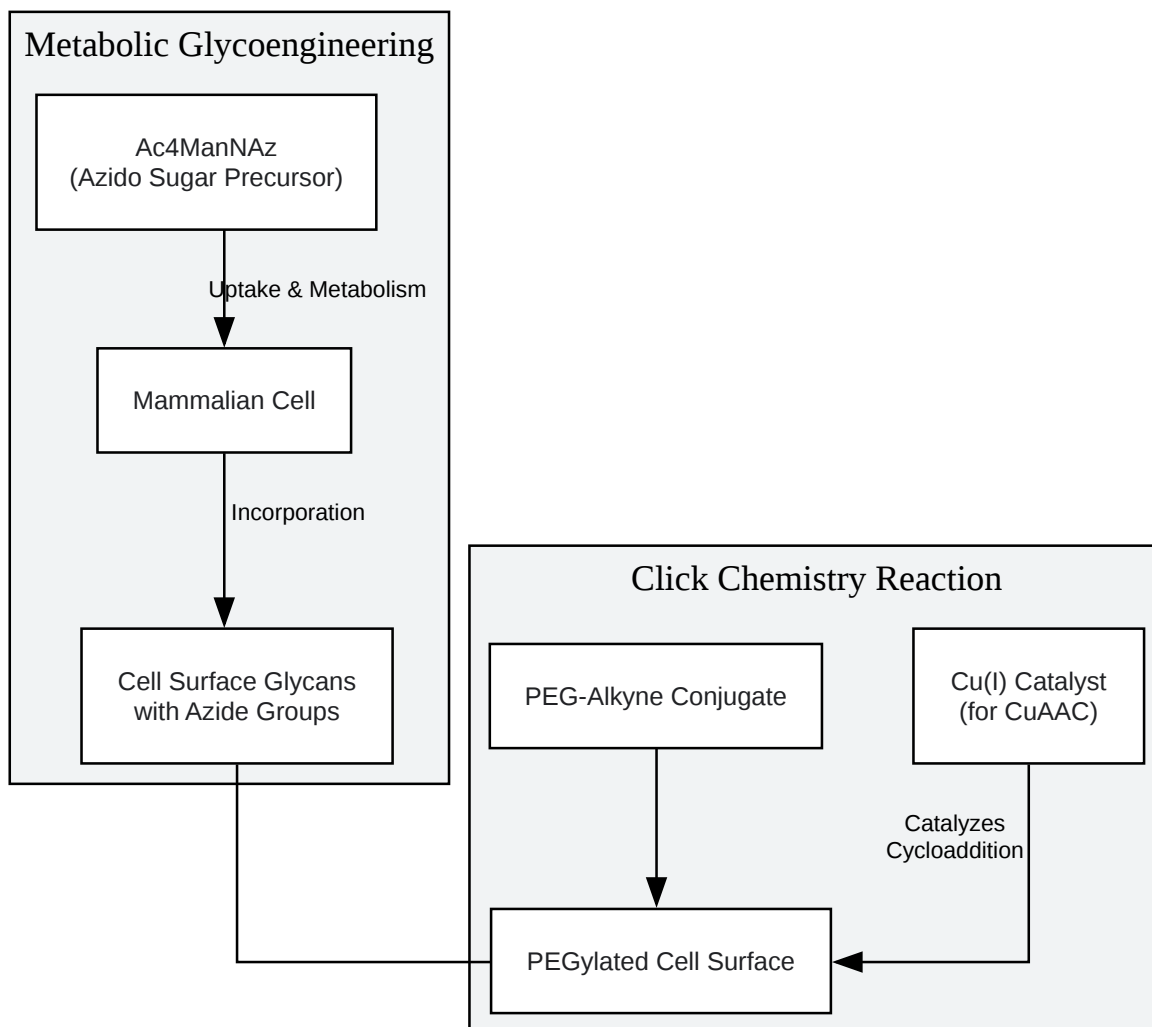 Metabolic Glycoengineering
Ac4ManNAz
(Azido Sugar Precursor)
Uptake & Metabolism
Mammalian Cell
Incorporation
Cell Surface Glycans
with Azide Groups
Click Chemistry Reaction
PEG-Alkyne Conjugate
Cu(I) Catalyst
(for CuAAC)
Catalyzes
Cycloaddition
PEGylated Cell Surface